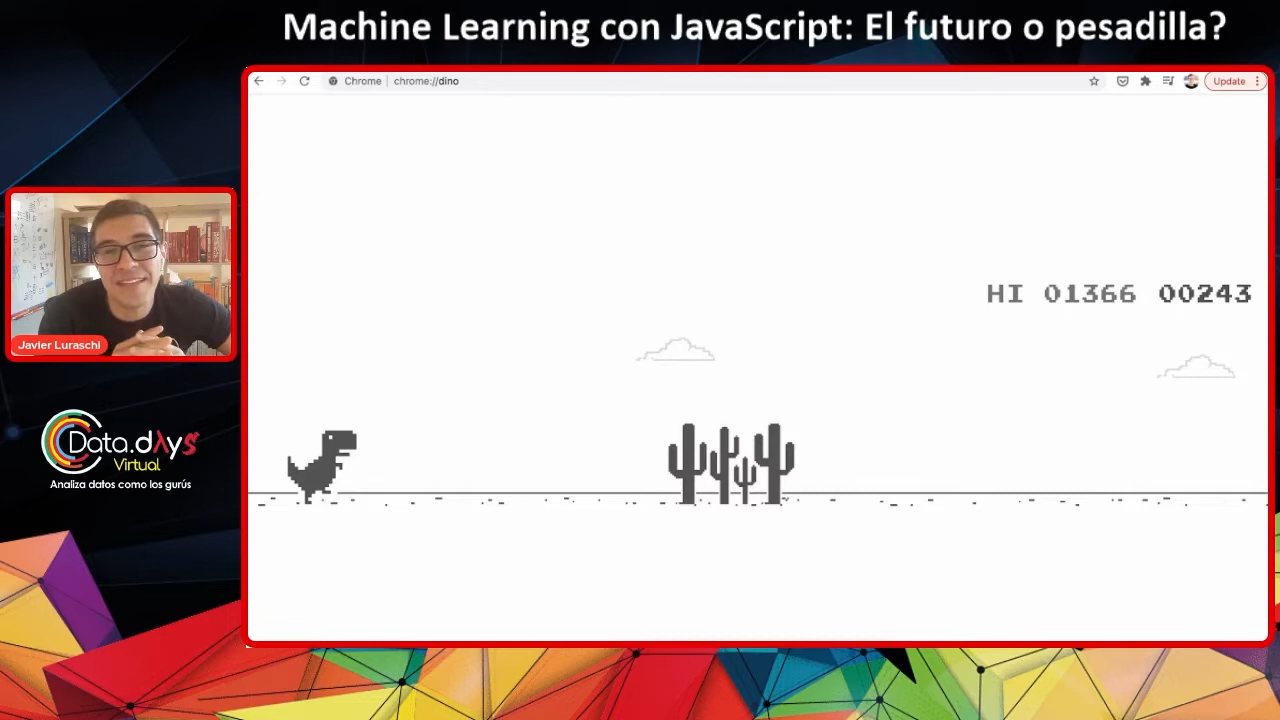 Machine Learning con JavaScript: El futuro o pesadilla?
Chrome
chrome://dino
Update
HI 01366 00243
Javier Luraschi
Data.dAys
Virtual
Analiza datos como los gurús